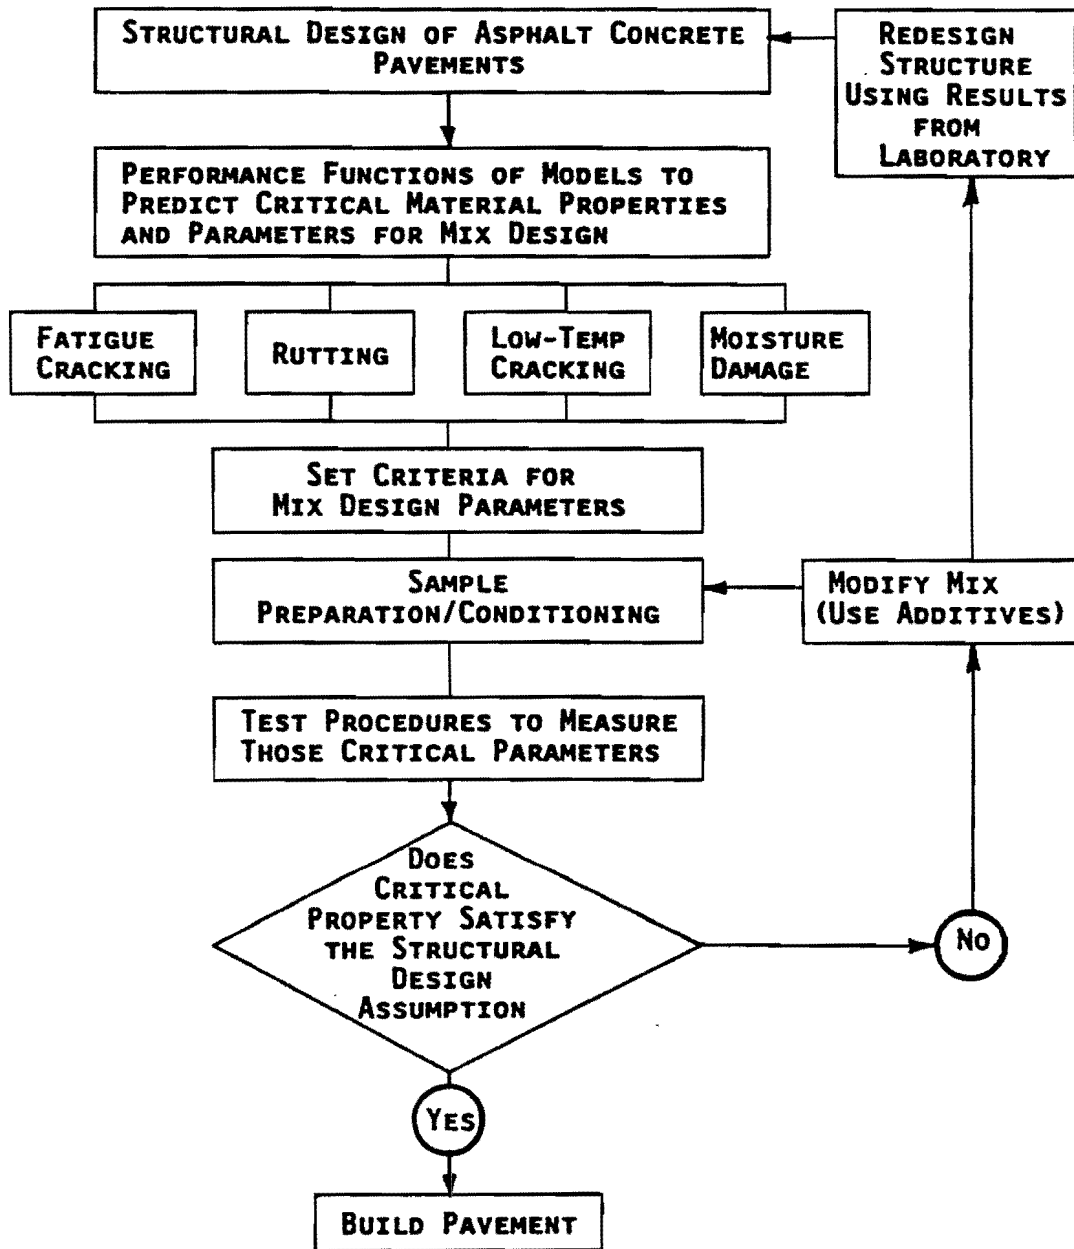 STRUCTURAL DESIGN OF ASPHALT CONCRETE
PAVEMENTS
REDESIGN
STRUCTURE
USING RESULTS
FROM
LABORATORY
PERFORMANCE FUNCTIONS OF MODELS TO
PREDICT CRITICAL MATERIAL PROPERTIES
AND PARAMETERS FOR MIX DESIGN
FATIGUE
CRACKING
RUTTING
LOW-TEMP
CRACKING
MOISTURE
DAMAGE
SET CRITERIA FOR
MIX DESIGN PARAMETERS
SAMPLE
PREPARATION/CONDITIONING
MODIFY MIX
(USE ADDITIVES)
TEST PROCEDURES TO MEASURE
THOSE CRITICAL PARAMETERS
DOES
CRITICAL
PROPERTY SATISFY
THE STRUCTURAL
DESIGN
ASSUMPTION
NO
YES
BUILD PAVEMENT